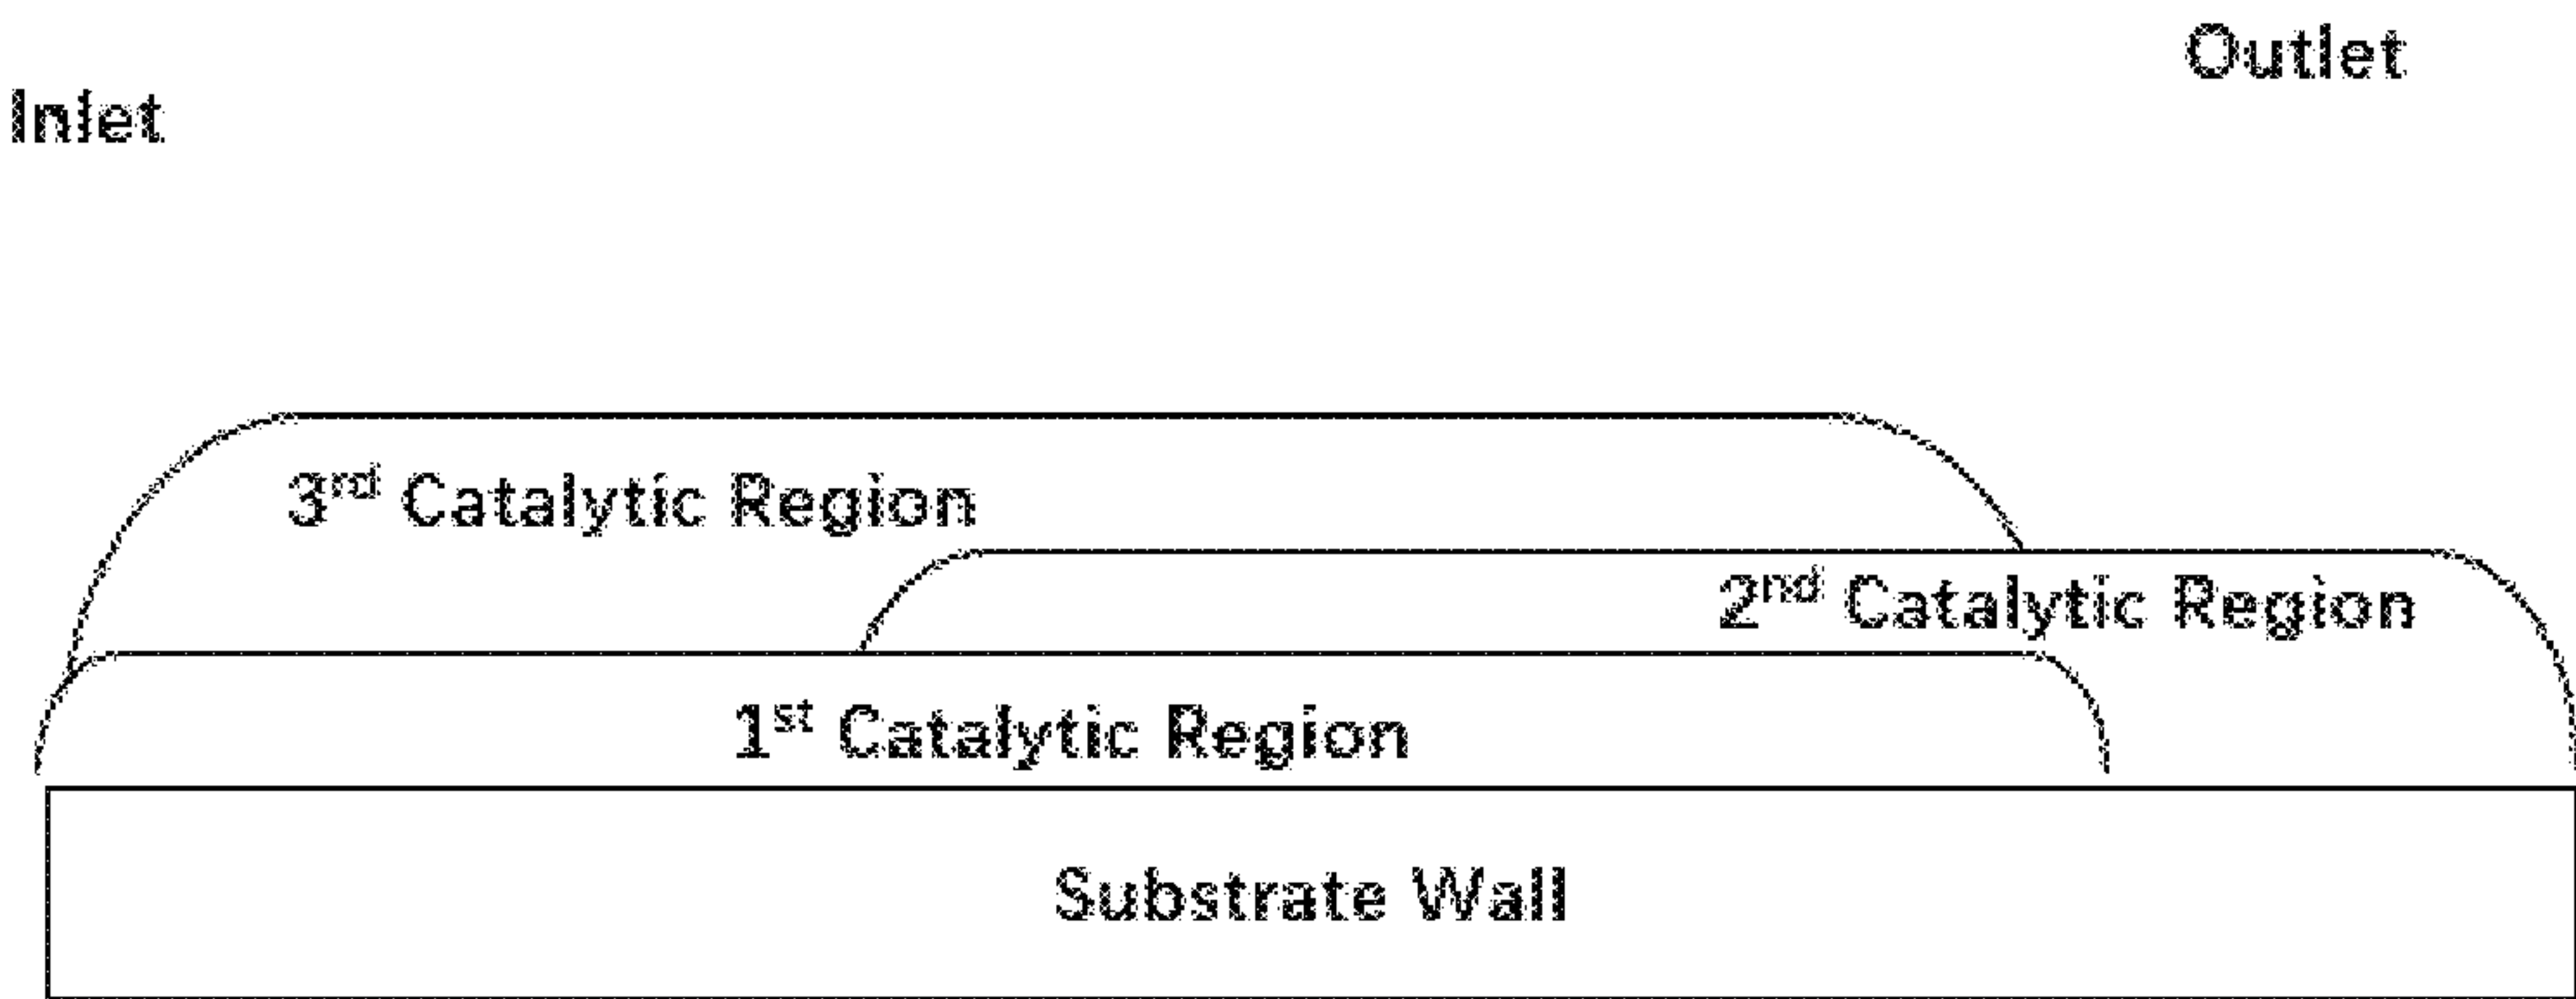 Outlet
Inlet
3rd Catalytic Region
2nd Catalytic Region
1st Catalytic Region
Substrate Wall